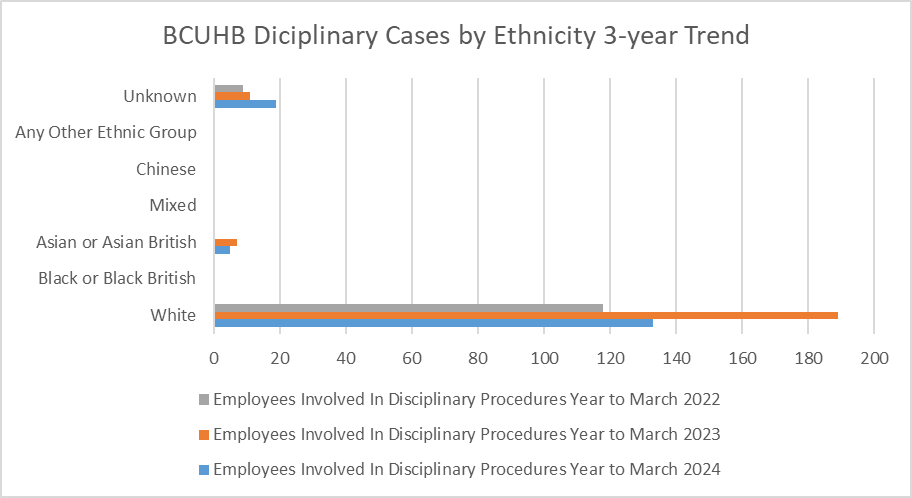 BCUHB Diciplinary Cases by Ethnicity 3-year Trend
Unknown
Any Other Ethnic Group
Chinese
Mixed
Asian or Asian British
Black or Black British
White
0 20 40 60 80 100 120 140 160 180 200
Employees Involved In Disciplinary Procedures Year to March 2022
Employees Involved In Disciplinary Procedures Year to March 2023
Employees Involved In Disciplinary Procedures Year to March 2024